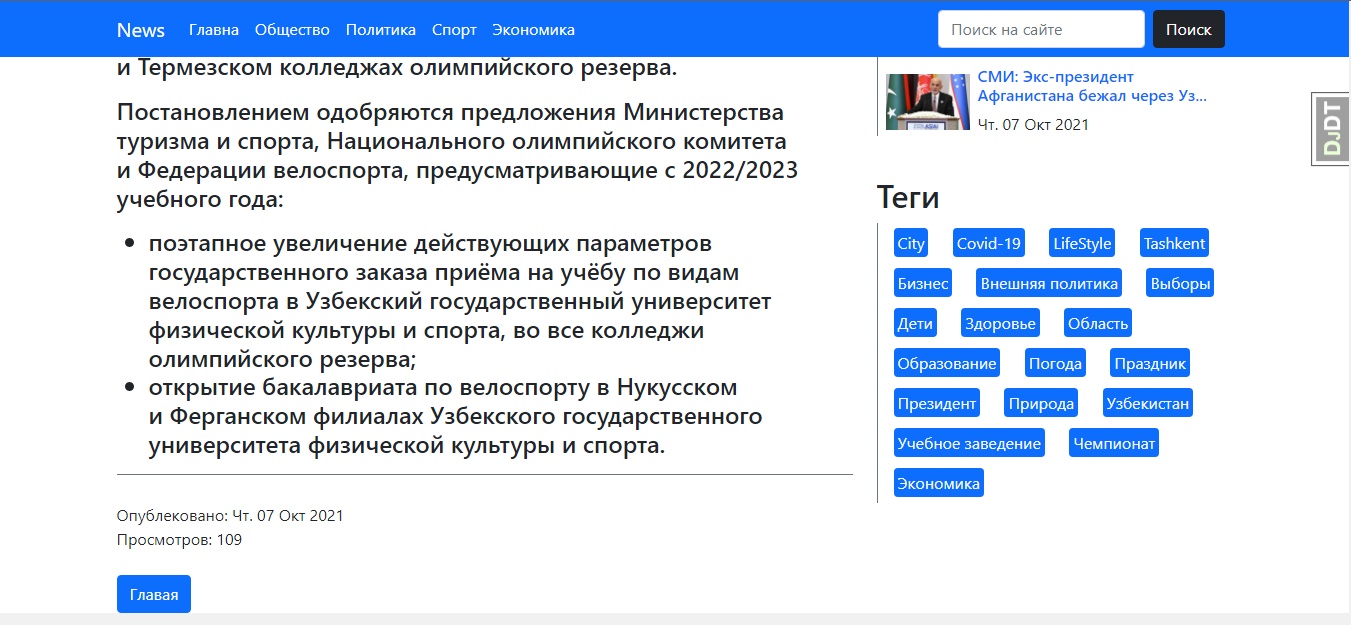 News Главна Общество Политика Спорт Экономика Поиск на сайте Поиск
и Термезском колледжах олимпийского резерва.
Постановлением одобряются предложения Министерства
туризма и спорта, Национального олимпийского комитета
и Федерации велоспорта, предусматривающие с 2022/2023
учебного года:
поэтапное увеличение действующих параметров
государственного заказа приёма на учёбу по видам
велоспорта в Узбекский государственный университет
физической культуры и спорта, во все колледжи
олимпийского резерва;
открытие бакалавриата по велоспорту в Нукусском
и Ферганском филиалах Узбекского государственного
университета физической культуры и спорта.
Опублековано: Чт. 07 Окт 2021
Просмотров: 109
Главая
СМИ: Экс-президент
Афганистана бежал через Уз...
Чт. 07 Окт 2021
Теги
City Covid-19 LifeStyle Tashkent
Бизнес Внешняя политика Выборы
Дети Здоровье Область
Образование Погода Праздник
Президент Природа Узбекистан
Учебное заведение Чемпионат
Экономика
DJDT